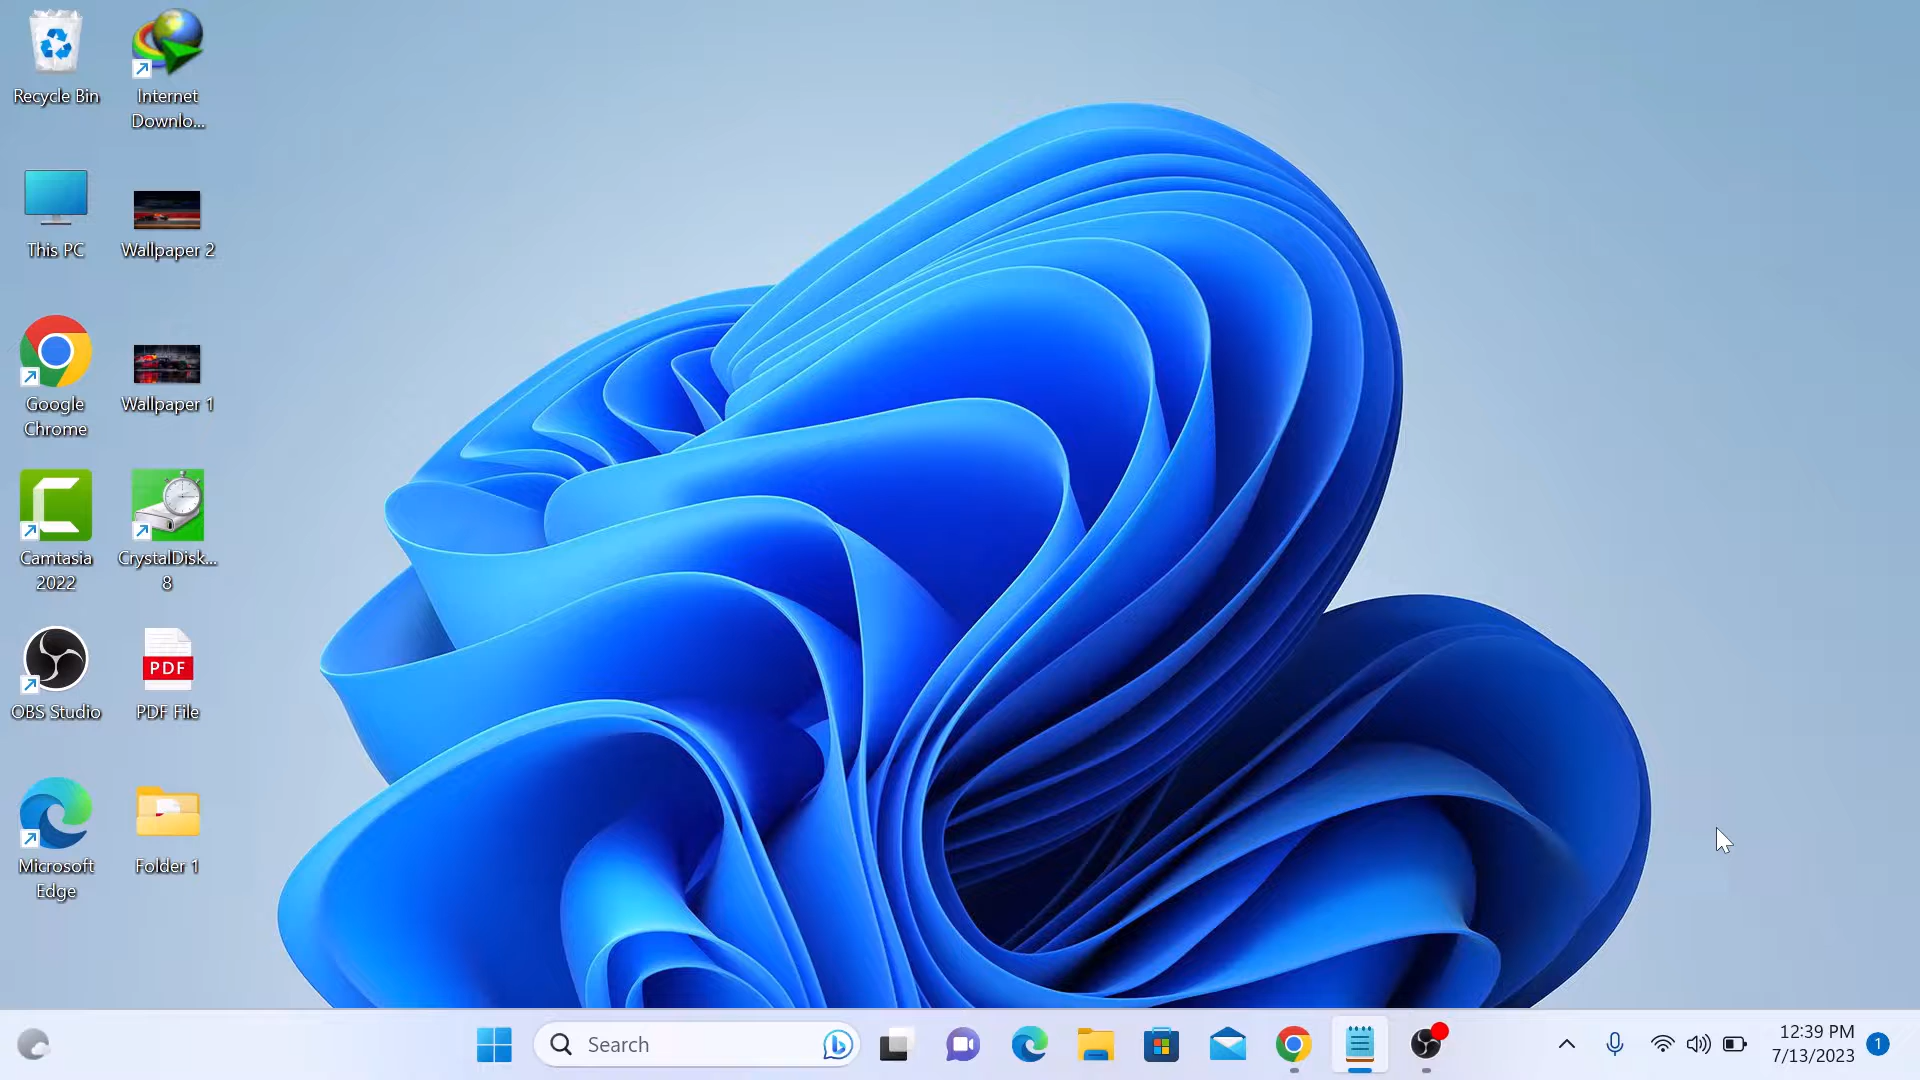 Recycle Bin
Internet
Downlo...
This PC
Wallpaper 2
Google
Chrome
Wallpaper 1
Camtasia
2022
CrystalDisk...
8
OBS Studio
PDF
PDF File
Microsoft
Edge
Folder 1
Search
12:39 PM
7/13/2023
1